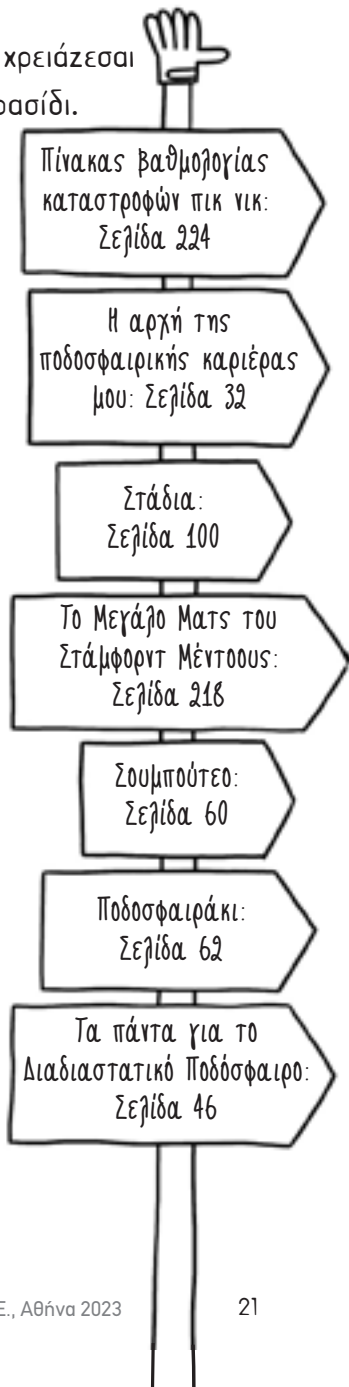 χρειάζεσαι
ρασίδι.
Πίνακας βαθμολογίας
καταστροφών πικ νικ:
Σελίδα 224
Η αρχή της
ποδοσφαιρικής καριέρας
μου: Σελίδα 32
Στάδια:
Σελίδα 100
Το Μεγάλο Ματς του
Στάμφορντ Μέντοους:
Σελίδα 218
Σουμπούτεο:
Σελίδα 60
Ποδοσφαιράκι:
Σελίδα 62
Τα πάντα για το
Διαδιαστατικό Ποδόσφαιρο:
Σελίδα 46
Ε., Αθήνα 2023 21